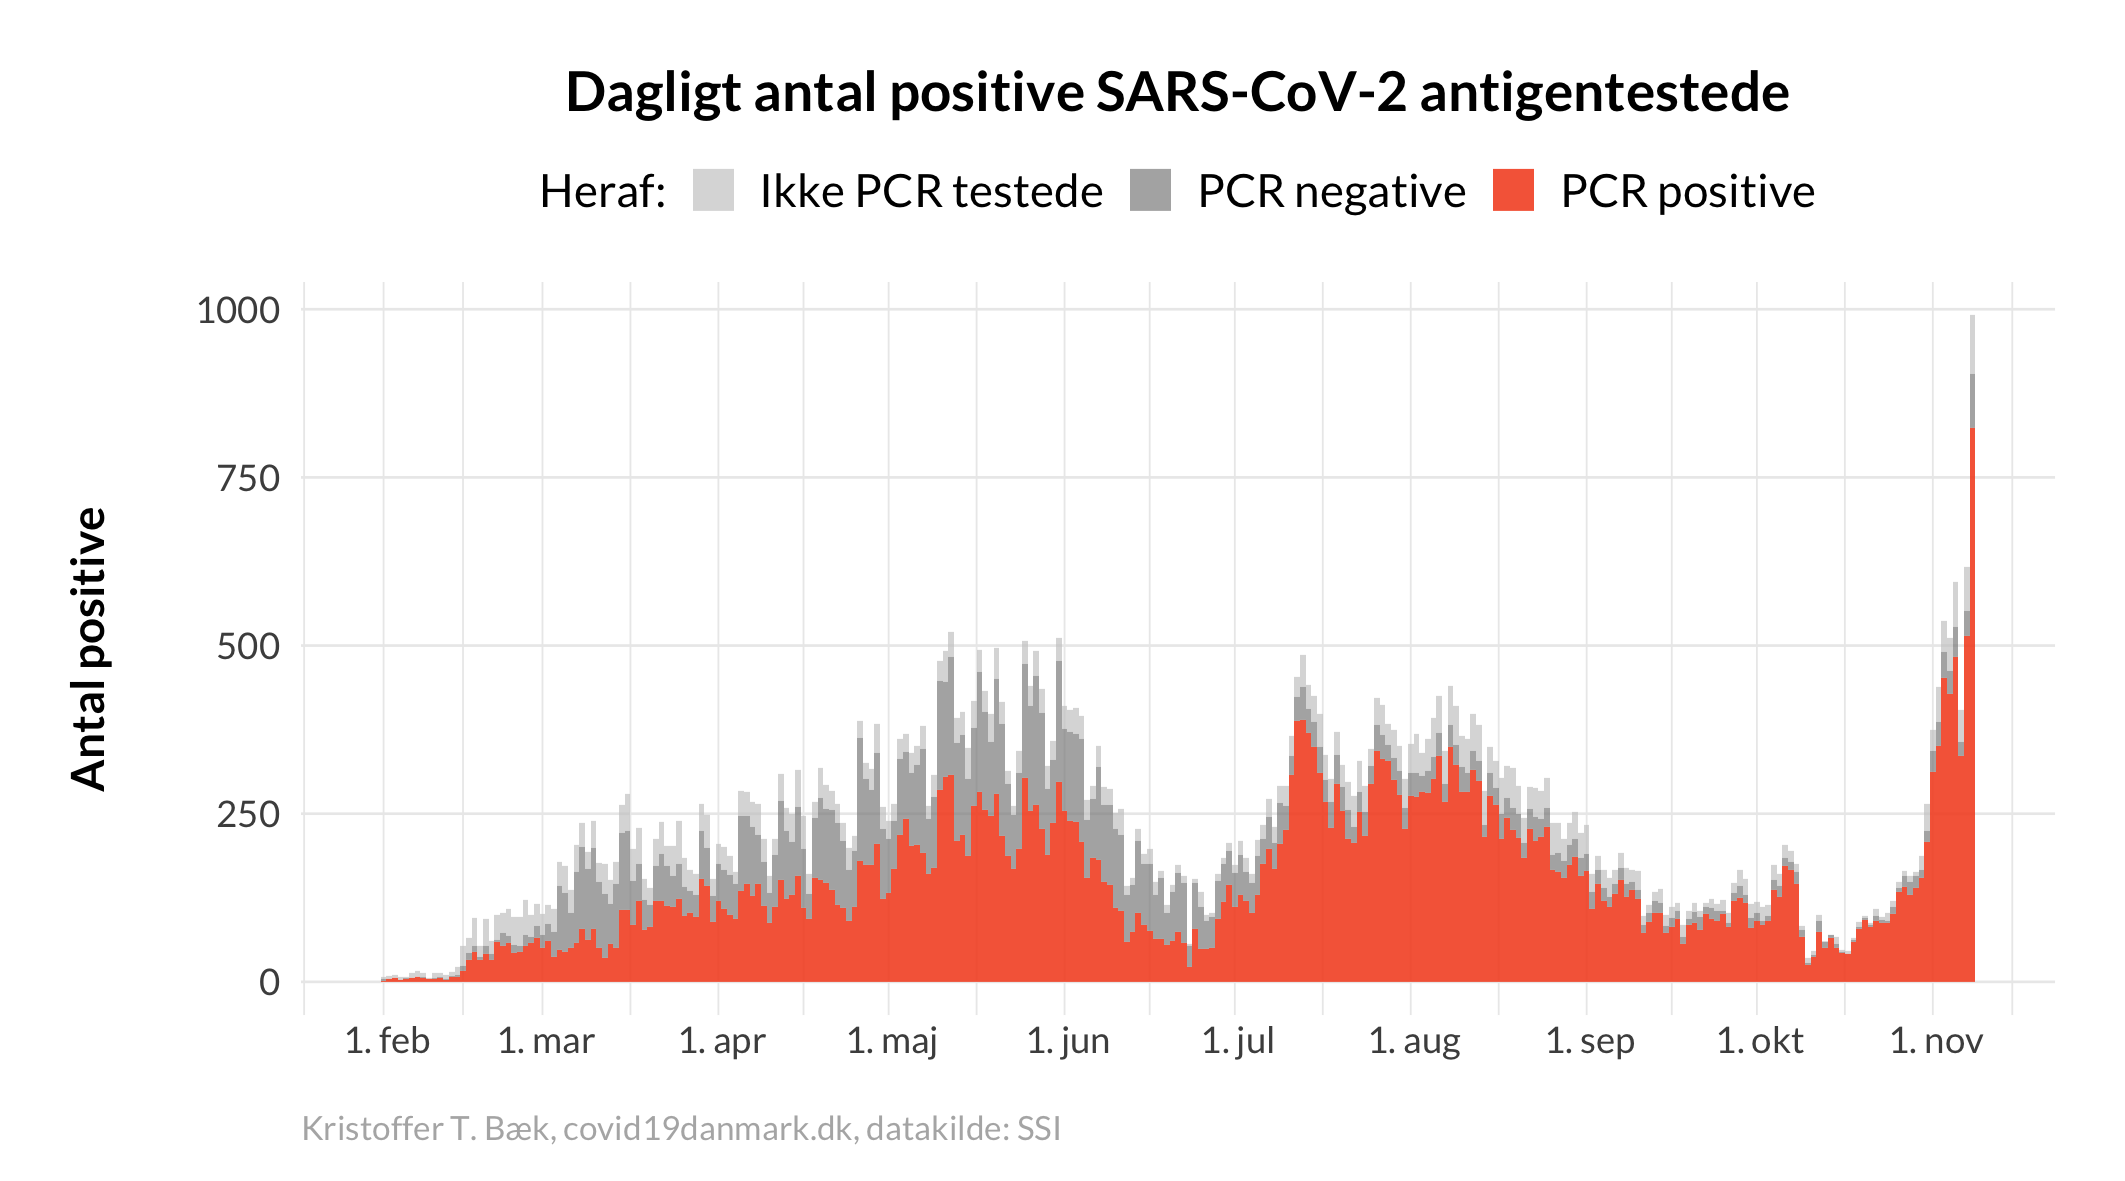 Dagligt antal positive SARS-CoV-2 antigentestede
Heraf: Ikke PCR testede PCR negative PCR positive
Antal positive
1000
750
500
250
0
1. feb 1. mar 1. apr 1. maj 1. jun 1. jul 1. aug 1. sep 1. okt 1. nov
Kristoffer T. Bæk, covid19danmark.dk, datakilde: SSI